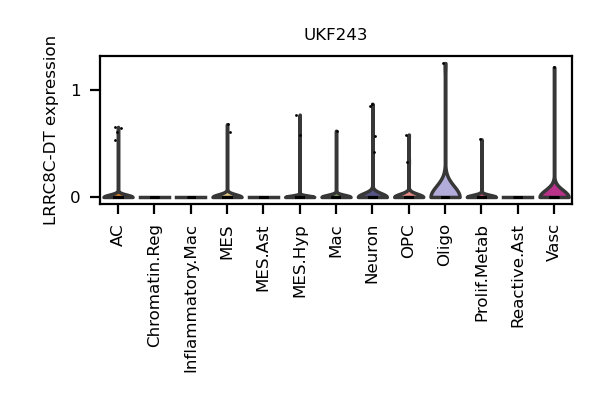 UKF243
LRRC8C-DT expression
1
0
AC
Chromatin.Reg
Inflammatory.Mac
MES
MES.Ast
MES.Hyp
Mac
Neuron
OPC
Oligo
Prolif.Metab
Reactive.Ast
Vasc